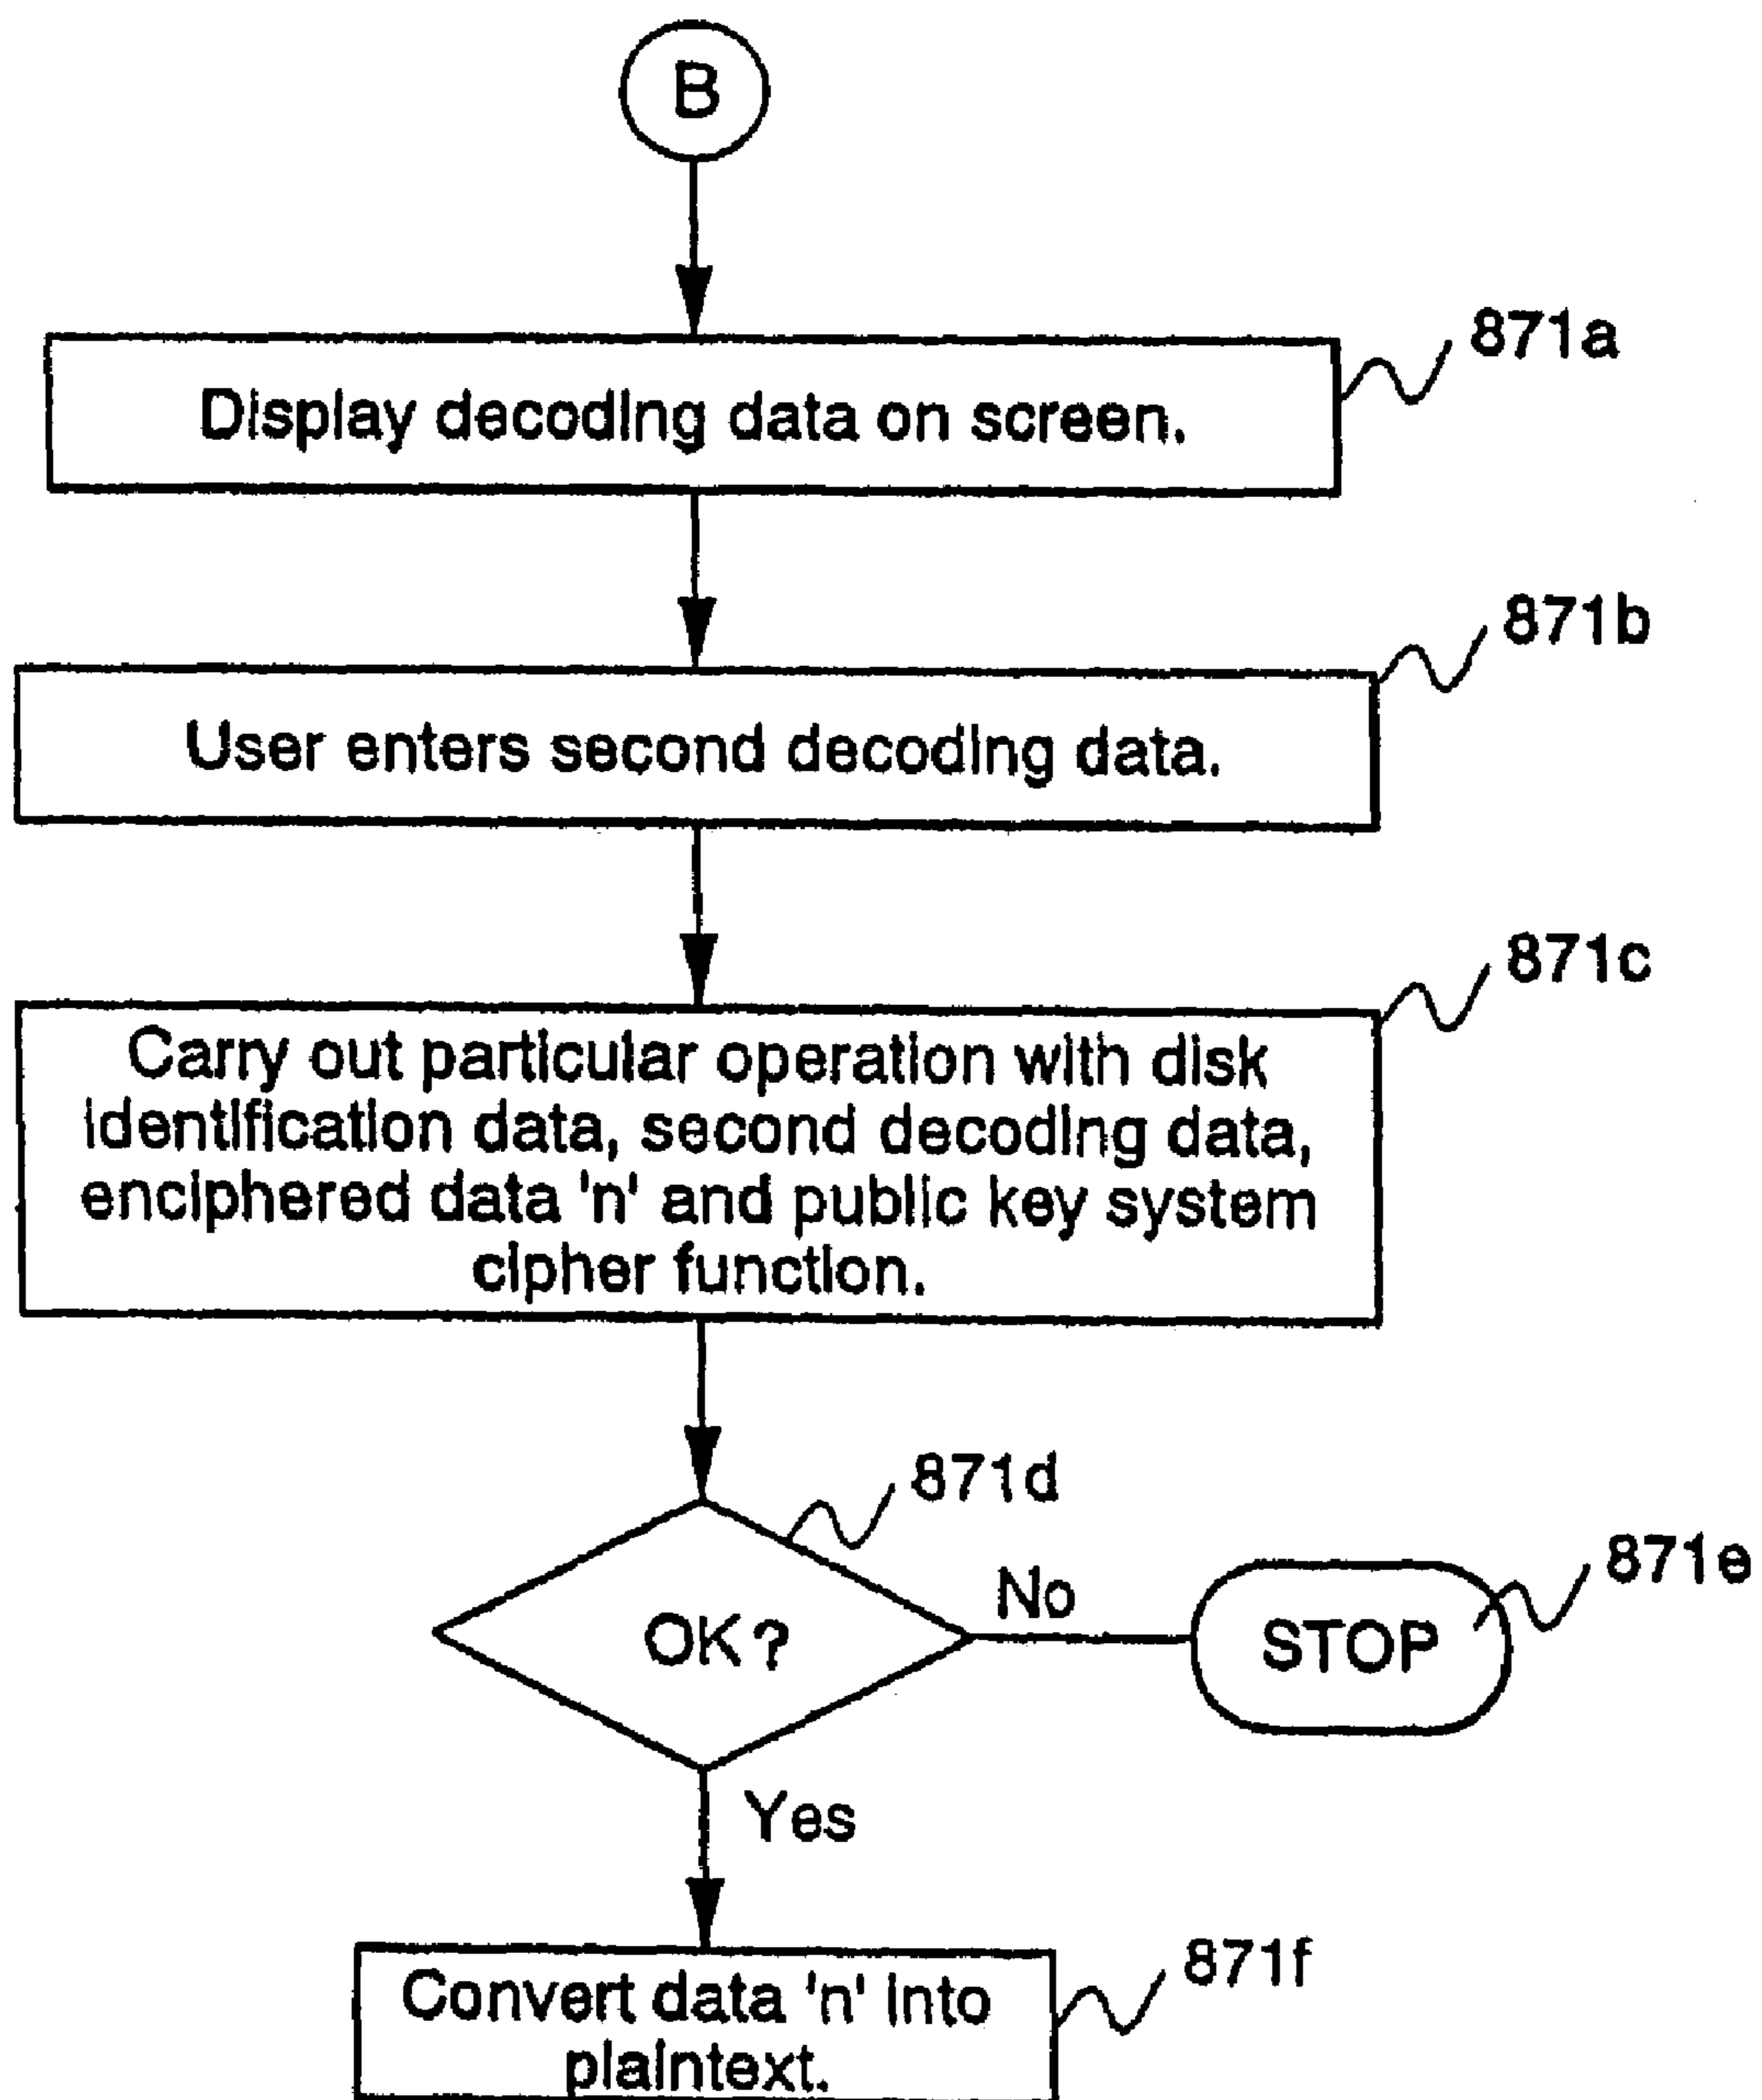 B
871a
Display decoding data on screen.
871b
User enters second decoding data.
871c
Carry out particular operation with disk
identification data, second decoding data,
enciphered data 'n' and public key system
cipher function.
871d
OK?
No
871e
STOP
Yes
871f
Convert data 'n' into
plaintext.